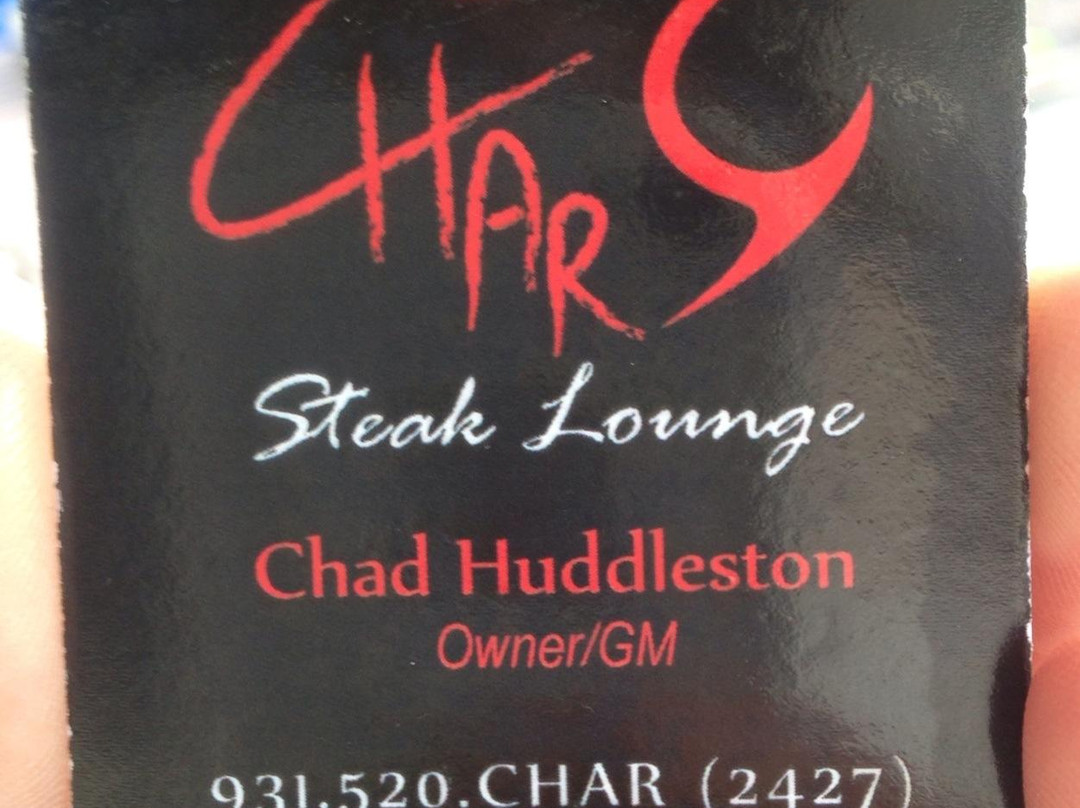 CHAR
Steak Lounge
Chad Huddleston
Owner/GM
931.520.CHAR (2427)